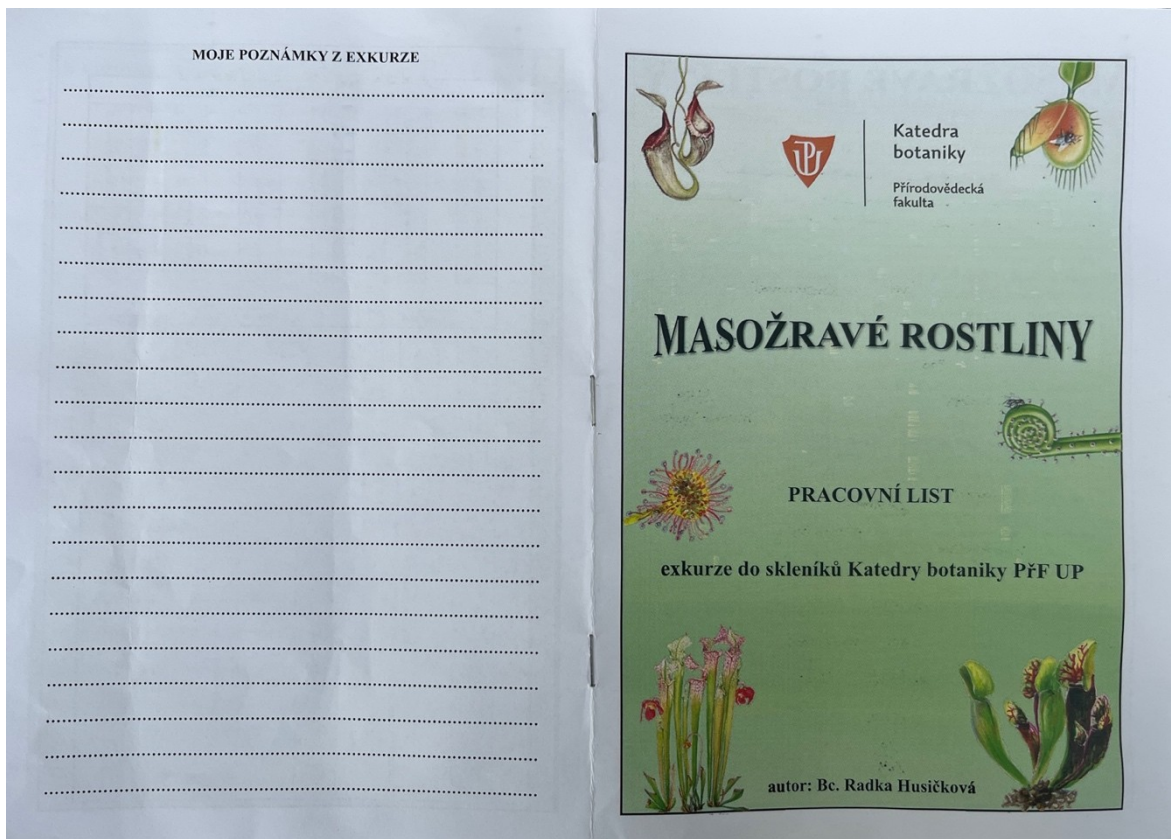 MOJE POZNÁMKY Z EXKURZE
Katedra
botaniky
Přírodovědecká
fakulta
MASOŽRAVÉ ROSTLINY
PRACOVNÍ LIST
exkurze do skleníků Katedry botaniky PřF UP
autor: Bc. Radka Husičková